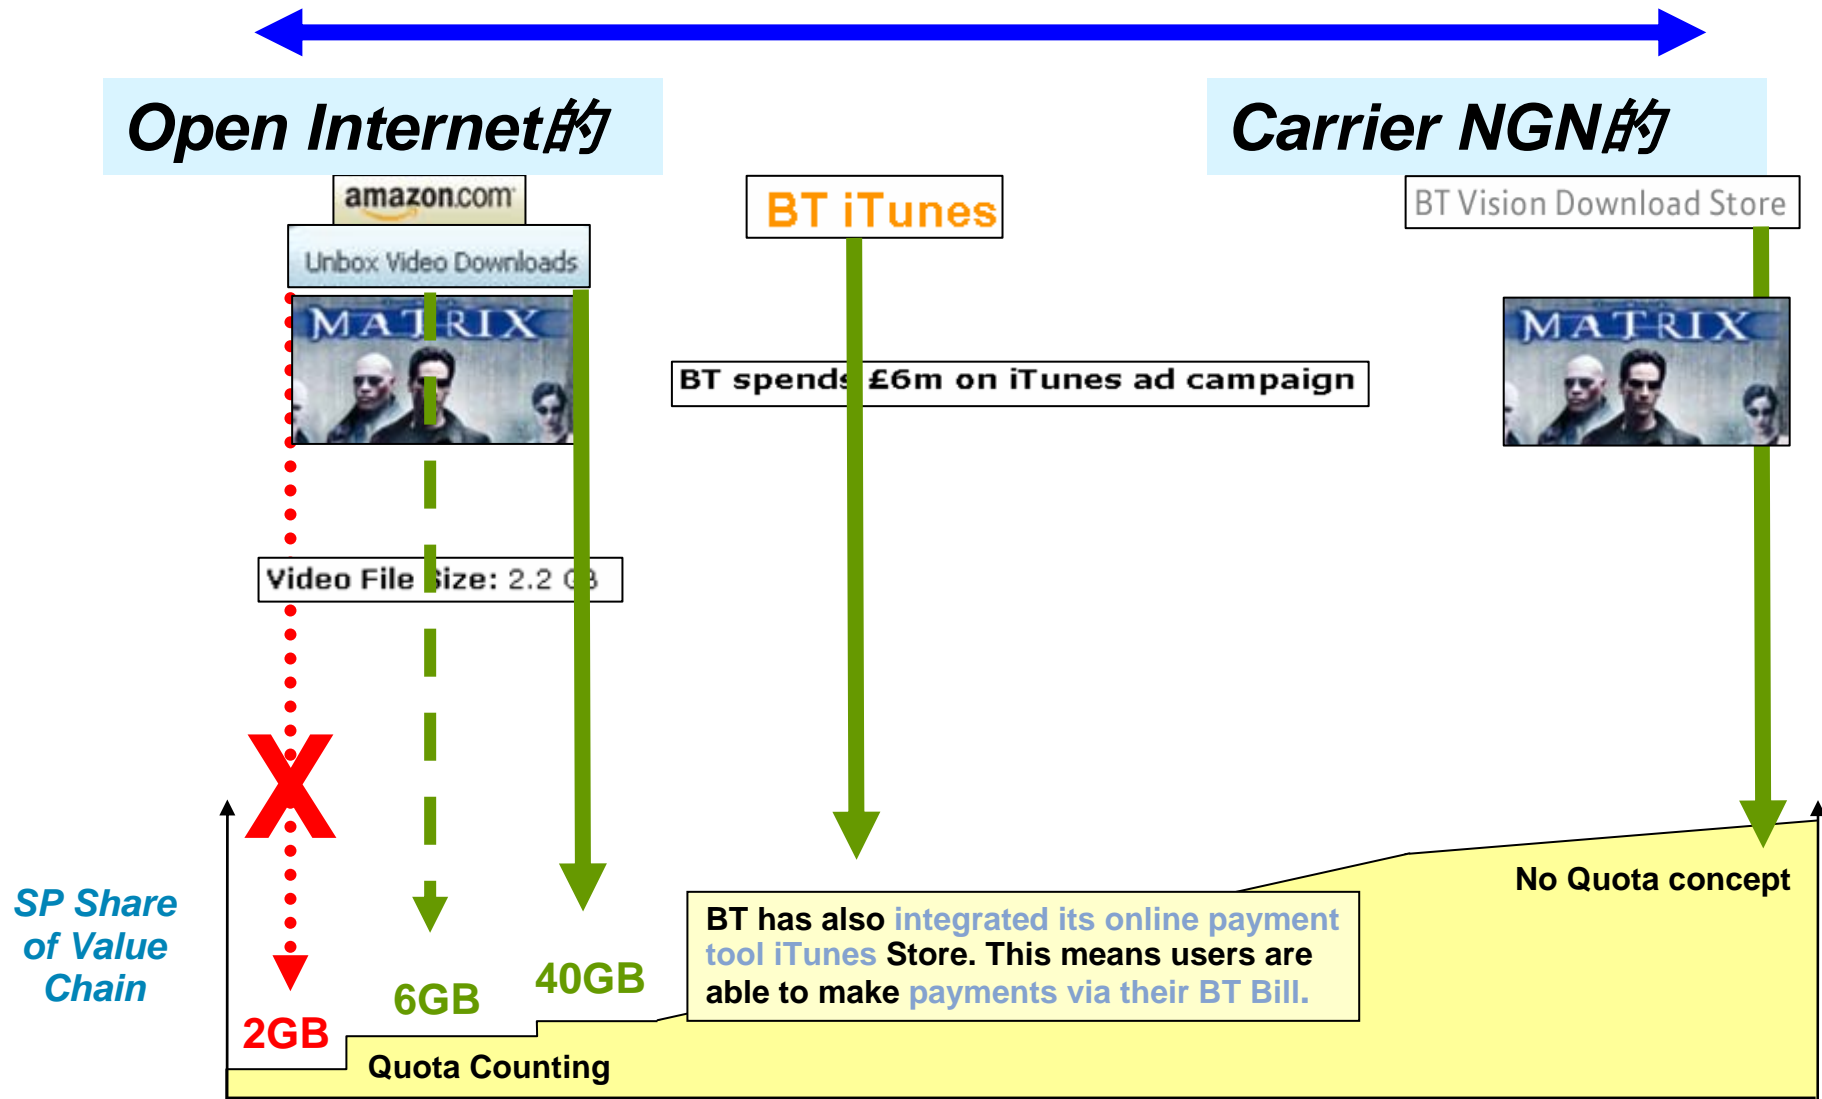 Open Internet的
Carrier NGN的
amazon.com
Unbox Video Downloads
MATRIX
BT iTunes
BT Vision Download Store
MATRIX
BT spends £6m on iTunes ad campaign
Video File Size: 2.2 GB
X
SP Share
of Value
Chain
2GB
6GB
40GB
Quota Counting
BT has also integrated its online payment
tool iTunes Store. This means users are
able to make payments via their BT Bill.
No Quota concept